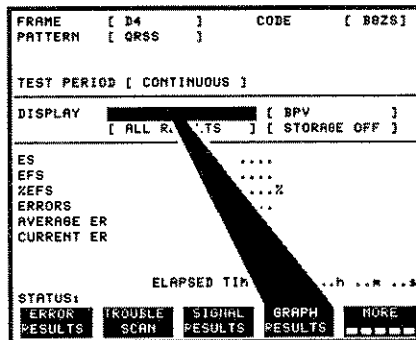 FRAME [ D4 ] CODE [ B8ZS]
PATTERN [ QRSS ]
TEST PERIOD [ CONTINUOUS ]
DISPLAY [ BPV ]
[ ALL R TS ] [ STORAGE OFF ]
ES ....
EFS ....
%EFS ...%
ERRORS ...
AVERAGE ER
CURRENT ER
ELAPSED TIM ..h ..m ..s
STATUS:
ERROR RESULTS TROUBLE SCAN SIGNAL RESULTS GRAPH RESULTS MORE